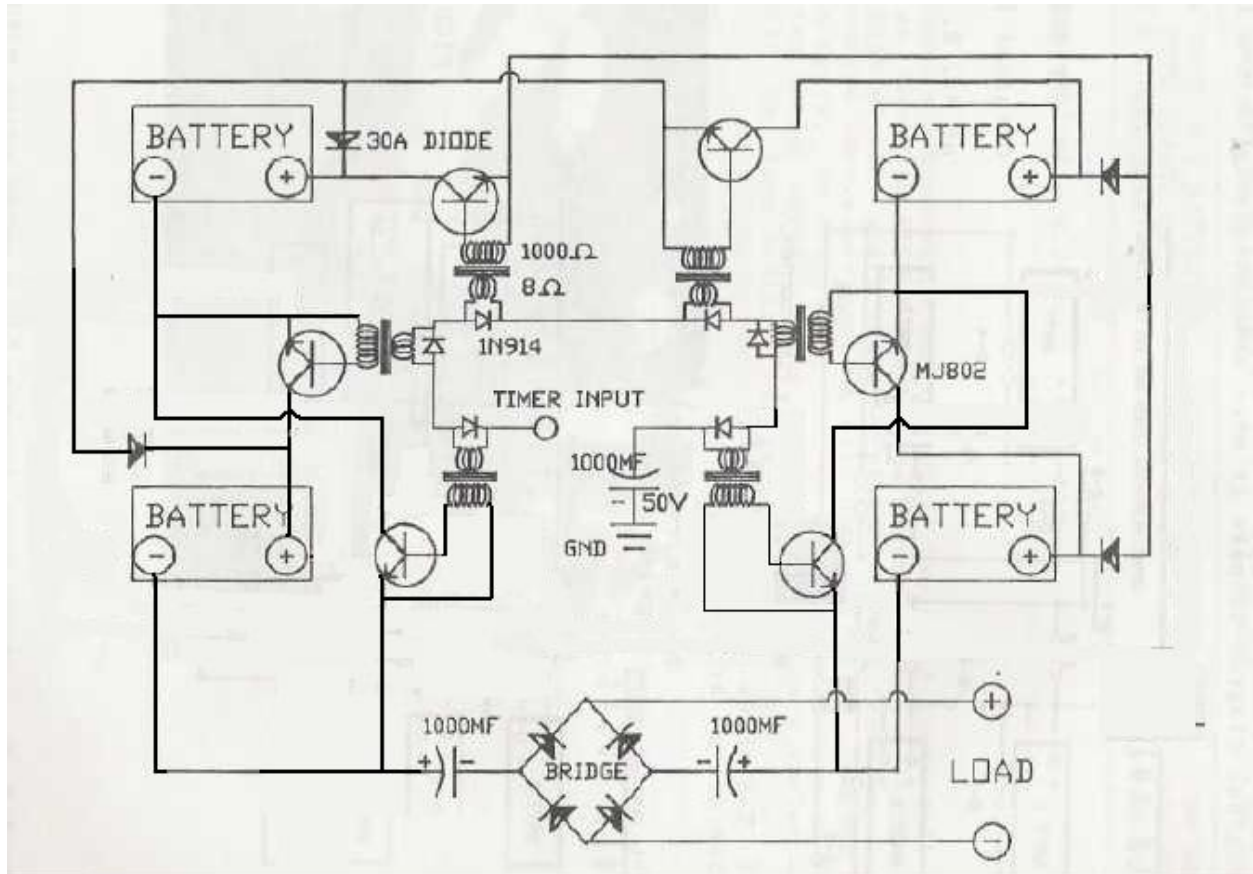 BATTERY
- +
30A DIODE
BATTERY
- +
1000Ω
8Ω
1N914
MJ802
TIMER INPUT
1000MF
- 50V
GND
BATTERY
- +
BATTERY
- +
1000MF
+ -
BRIDGE
1000MF
- +
+
LOAD
-